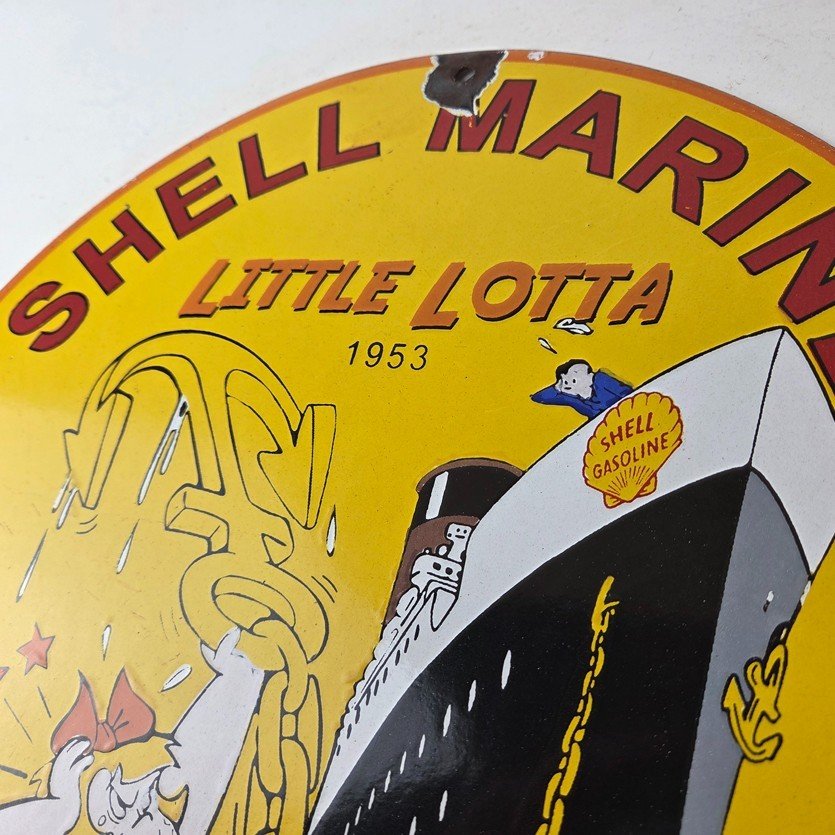 SHELL MARIN
LITTLE LOTTA
1953
SHELL
GASOLINE